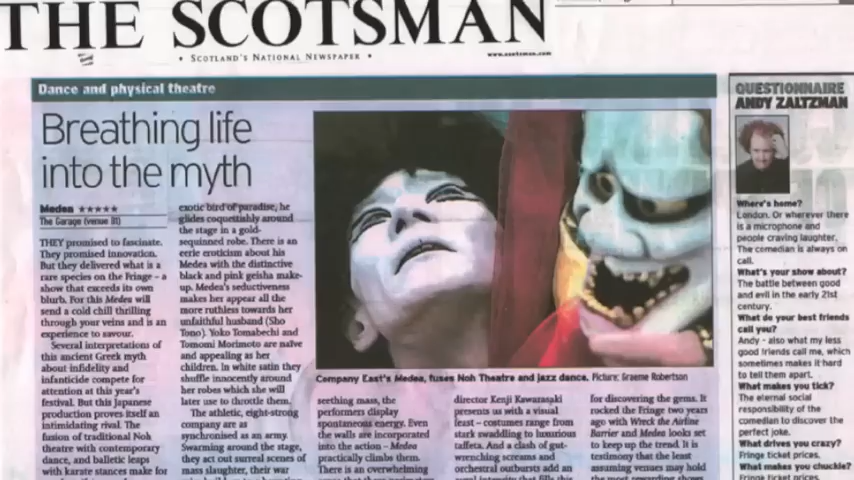 THE SCOTSMAN
• SCOTLAND'S NATIONAL NEWSPAPER •
www.scotsman.com
Dance and physical theatre
Breathing life
into the myth
Medea ★★★★★
The Garage (venue 81)
THEY promised to fascinate.
They promised innovation.
But they delivered what is a
rare species on the Fringe – a
show that exceeds its own
blurb. For this Medea will
send a cold chill thrilling
through your veins and is an
experience to savour.
Several interpretations of
this ancient Greek myth
about infidelity and
infanticide compete for
attention at this year's
festival. But this Japanese
production proves itself an
intimidating rival. The
fusion of traditional Noh
theatre with contemporary
dance, and balletic leaps
with karate stances make for
exotic bird of paradise, he
glides coquettishly around
the stage in a gold-
sequinned robe. There is an
eerie eroticism about his
Medea with the distinctive
black and pink geisha make-
up. Medea's seductiveness
makes her appear all the
more ruthless towards her
unfaithful husband (Sho
Tono). Yoko Tomabechi and
Tomomi Morimoto are naïve
and appealing as her
children. In white satin they
shuffle innocently around
her robes which she will
later use to throttle them.
The athletic, eight-strong
company are as
synchronised as an army.
Swarming around the stage,
they act out surreal scenes of
mass slaughter, their war
Company East's Medea, fuses Noh Theatre and jazz dance. Picture: Graeme Robertson
seething mass, the
performers display
spontaneous energy. Even
the walls are incorporated
into the action – Medea
practically climbs them.
There is an overwhelming
director Kenji Kawarasaki
presents us with a visual
feast – costumes range from
stark swaddling to luxurious
taffeta. And a clash of gut-
wrenching screams and
orchestral outbursts add an
for discovering the gems. It
rocked the Fringe two years
ago with Wreck the Airline
Barrier and Medea looks set
to keep up the trend. It is
testimony that the least
assuming venues may hold
the most rewarding shows
QUESTIONNAIRE
ANDY ZALTZMAN
Where's home?
London. Or wherever there
is a microphone and
people craving laughter.
The comedian is always on
call.
What's your show about?
The battle between good
and evil in the early 21st
century.
What do your best friends
call you?
Andy - also what my less
good friends call me, which
sometimes makes it hard
to tell them apart.
What makes you tick?
The eternal social
responsibility of the
comedian to discover the
perfect joke.
What drives you crazy?
Fringe ticket prices.
What makes you chuckle?
Fringe ticket prices.